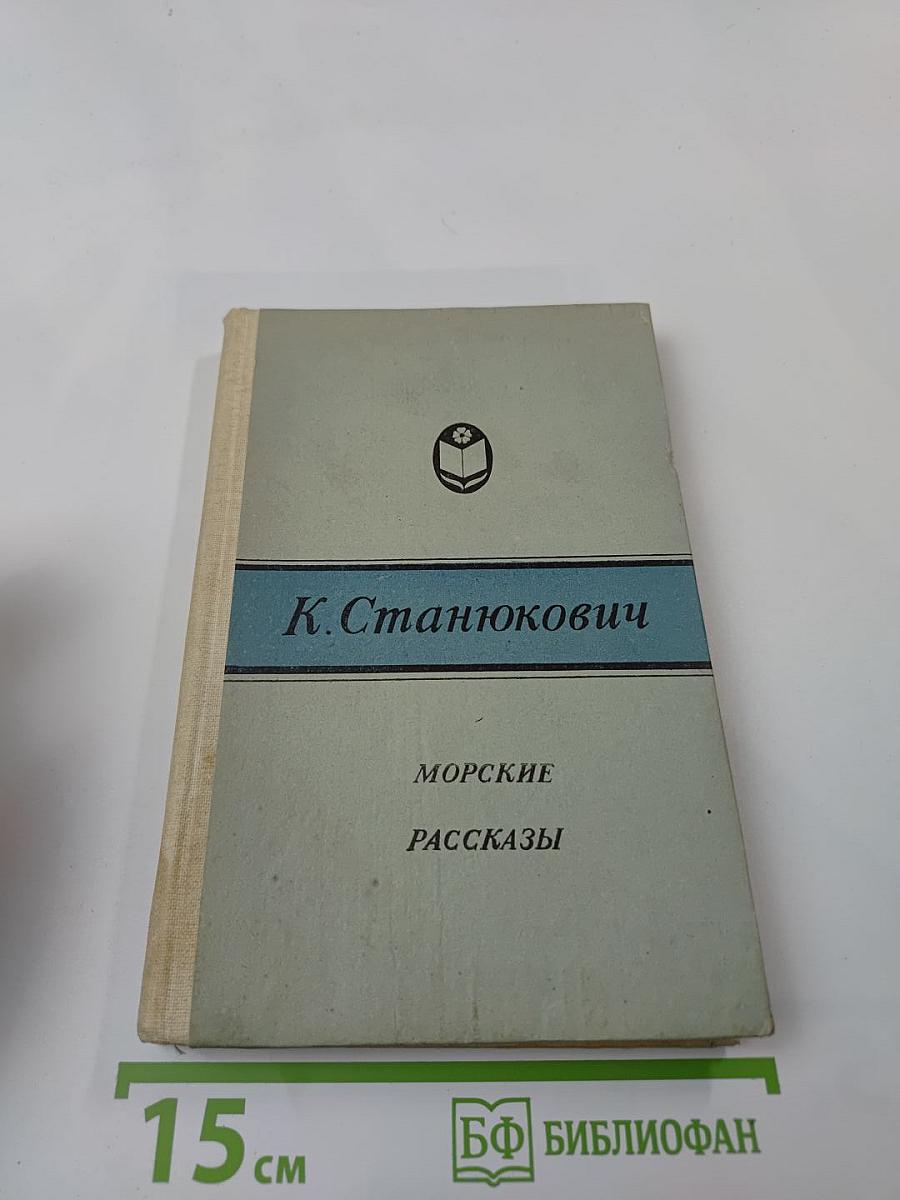 К. Станюкович
МОРСКИЕ
РАССКАЗЫ
15 см
БФ БИБЛИОФАН